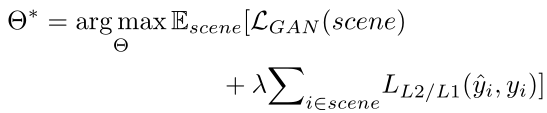 Θ* = arg max_Θ 𝔼_scene[ℒ_GAN(scene)
+ λ∑_{i∈scene} L_{L2/L1}(ŷ_i, y_i)]